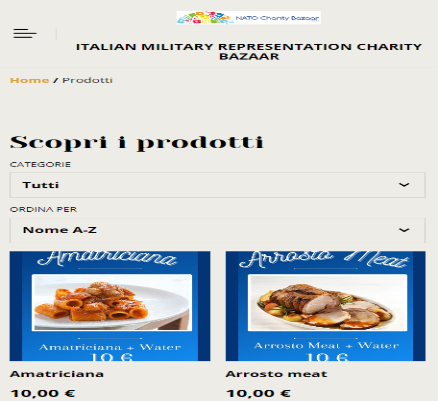 NATO Charity Bazaar
ITALIAN MILITARY REPRESENTATION CHARITY
BAZAAR
Home / Prodotti
Scopri i prodotti
CATEGORIE
Tutti
ORDINA PER
Nome A-Z
Amatriciana
Arrosto Meat
Amatriciana + Water
Arrosto Meat + Water
10 €
10 €
Amatriciana
Arrosto meat
10,00 €
10,00 €